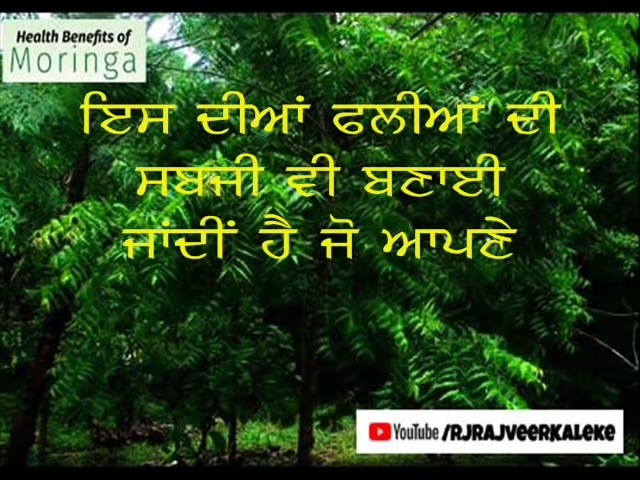 Health Benefits of
Moringa
ਇਸ ਦੀਆਂ ਫਲੀਆਂ ਦੀ
ਸਬਜੀ ਵੀ ਬਣਾਈ
ਜਾਂਦੀਂ ਹੈ ਜੋ ਆਪਣੇ
YouTube /RJRAJVEERKALEKE